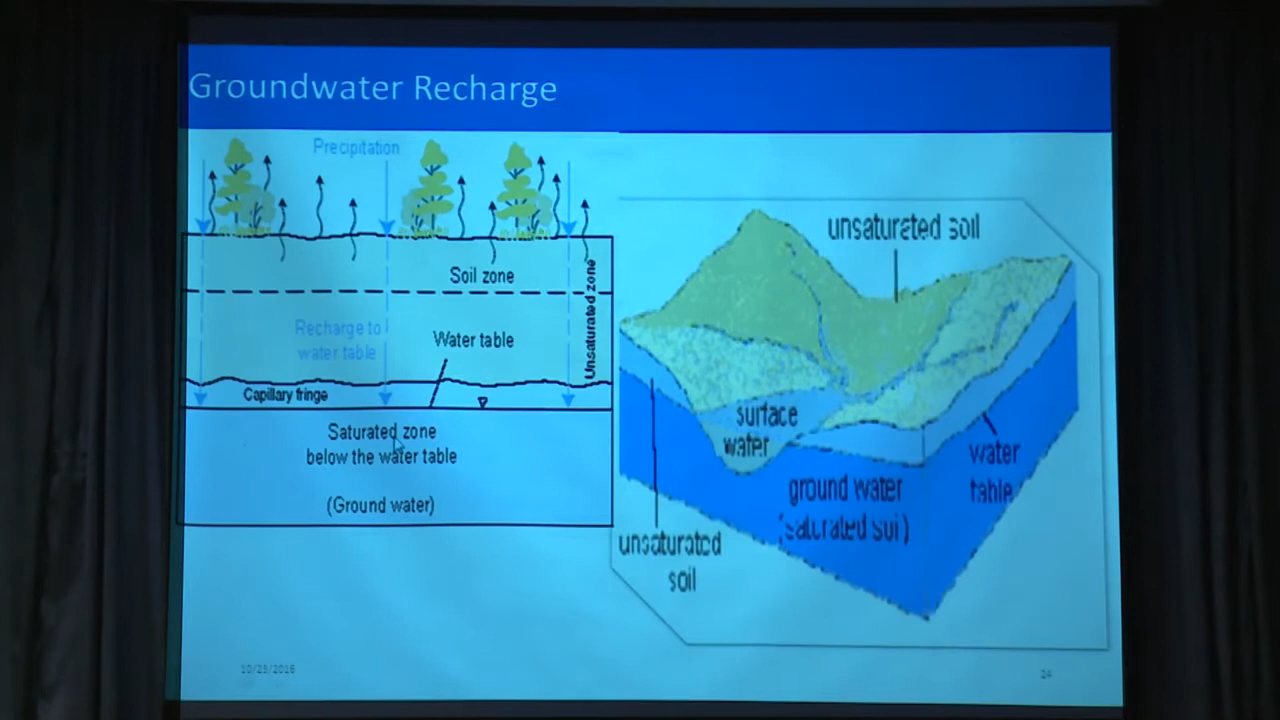 Groundwater Recharge
Precipitation
Soil zone
Unsaturated zone
Recharge to
water table
Water table
Capillary fringe
Saturated zone
below the water table
(Ground water)
unsaturated soil
surface
water
water
table
ground water
(saturated soil)
unsaturated
soil
10/23/2016
24